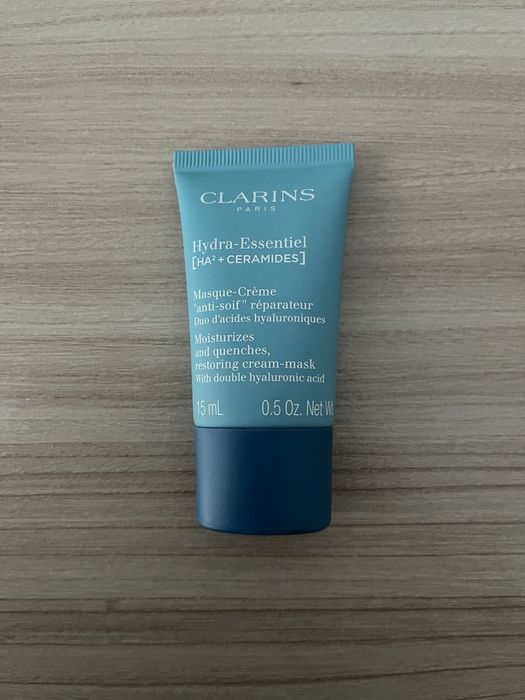 CLARINS
PARIS
Hydra-Essentiel
[HA² + CERAMIDES]
Masque-Crème
"anti-soif" réparateur
Duo d'acides hyaluroniques
Moisturizes
and quenches,
restoring cream-mask
With double hyaluronic acid
15 mL 0.5 Oz. Net